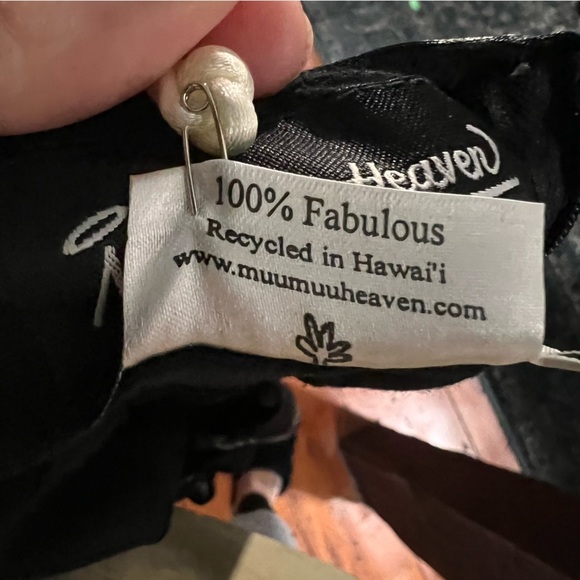 Heaven
100% Fabulous
Recycled in Hawai'i
www.muumuuheaven.com